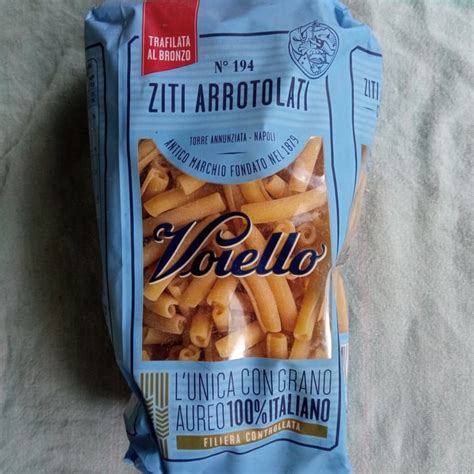 TRAFILATA
AL BRONZO
N° 194
ZITI ARROTOLATI
TORRE ANNUNZIATA - NAPOLI
ANTICO MARCHIO FONDATO NEL 1879
Voiello
L'UNICA CON GRANO
AUREO 100% ITALIANO
FILIERA CONTROLLATA